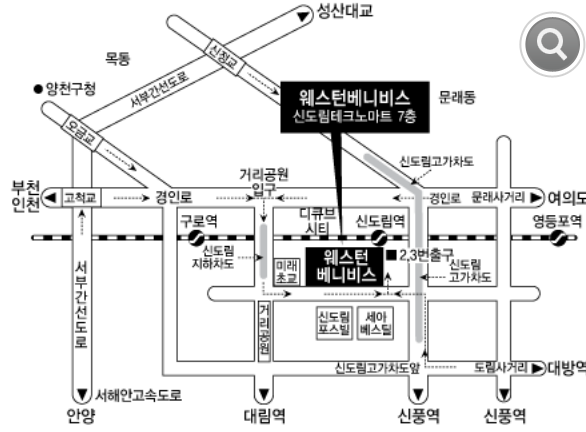 성산대교
목동
신정교
양천구청
서부간선도로
오금교
웨스턴베니비스
신도림테크노마트 7층
문래동
신도림고가차도
부천
인천
고척교
경인로
거리공원
입구
경인로
문래사거리
여의도
디큐브
시티
구로역
신도림역
영등포역
신도림
지하차도
미래
초교
웨스턴
베니비스
2,3번출구
신도림
고가차도
서부간선도로
거리공원
신도림
포스빌
세아
베스틸
신도림고가차도앞
도림사거리
대방역
서해안고속도로
안양
대림역
신풍역
신풍역